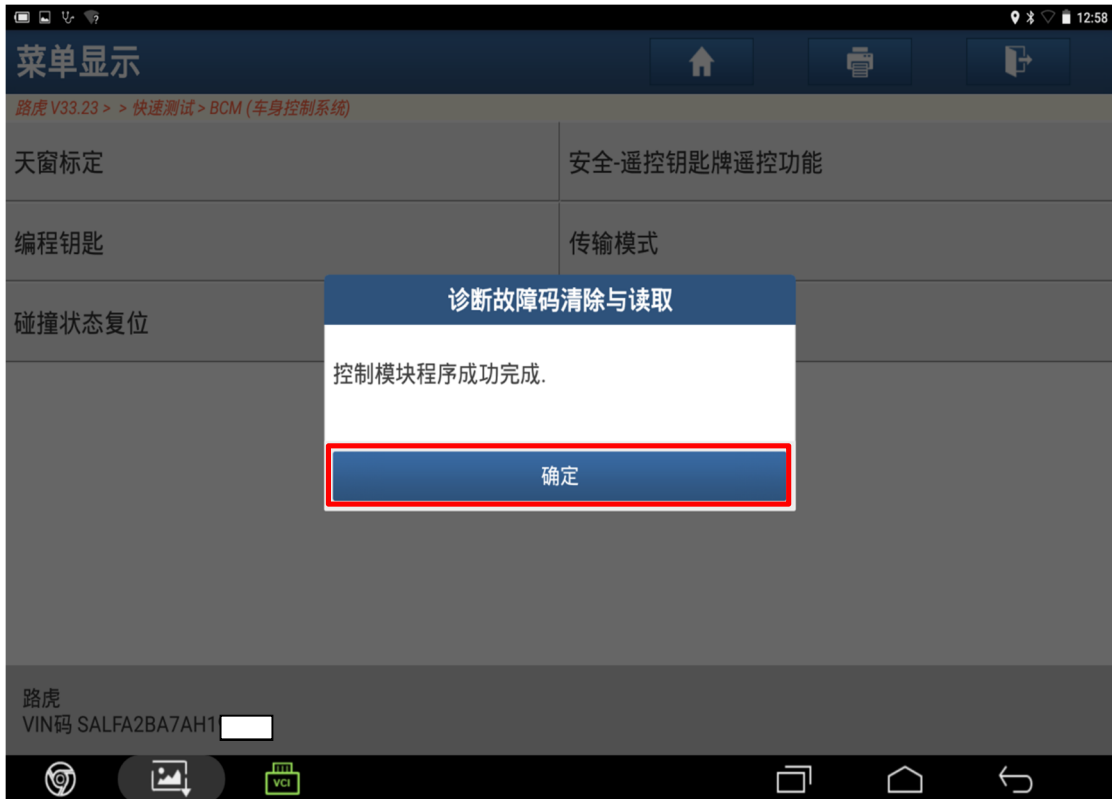 12:58
菜单显示
路虎 V33.23 > > 快速测试 > BCM (车身控制系统)
天窗标定
安全-遥控钥匙牌遥控功能
编程钥匙
传输模式
碰撞状态复位
诊断故障码清除与读取
控制模块程序成功完成.
确定
路虎
VIN码 SALFA2BA7AH1
VCI